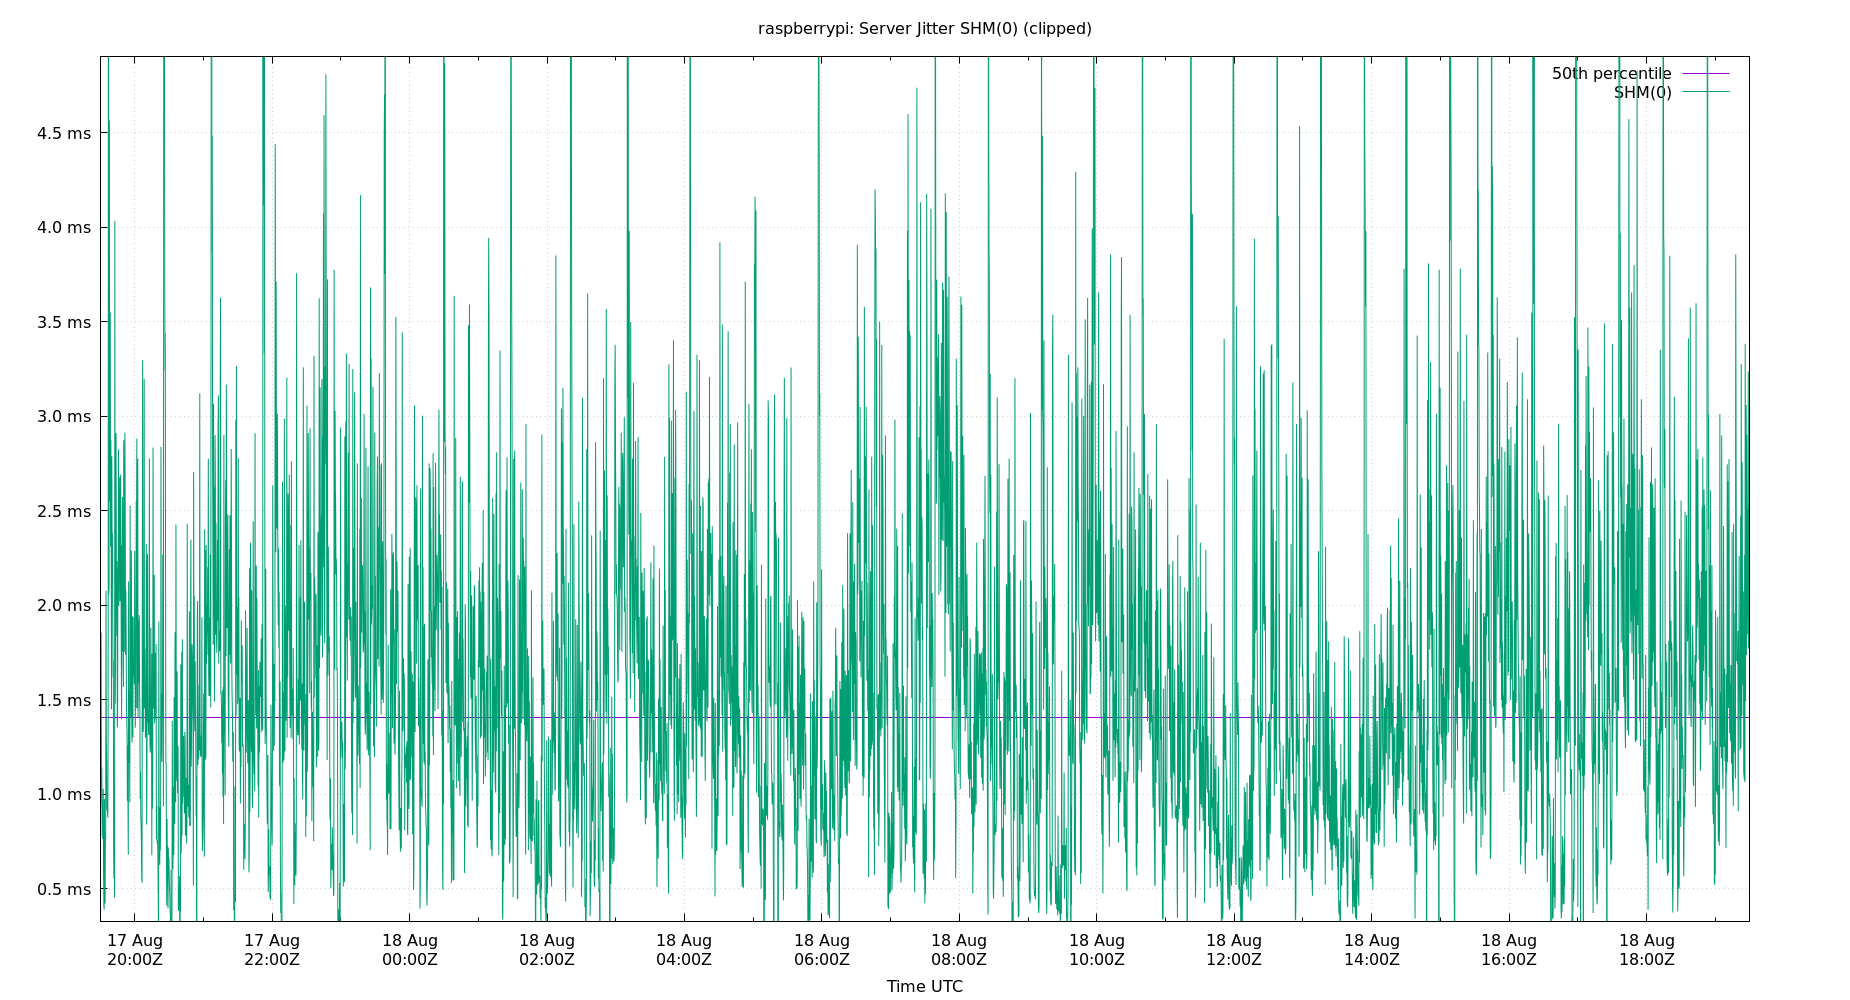 raspberrypi: Server Jitter SHM(0) (clipped)
50th percentile
SHM(0)
4.5 ms
4.0 ms
3.5 ms
3.0 ms
2.5 ms
2.0 ms
1.5 ms
1.0 ms
0.5 ms
17 Aug 17 Aug 18 Aug 18 Aug 18 Aug 18 Aug 18 Aug 18 Aug 18 Aug 18 Aug 18 Aug 18 Aug
20:00Z 22:00Z 00:00Z 02:00Z 04:00Z 06:00Z 08:00Z 10:00Z 12:00Z 14:00Z 16:00Z 18:00Z
Time UTC